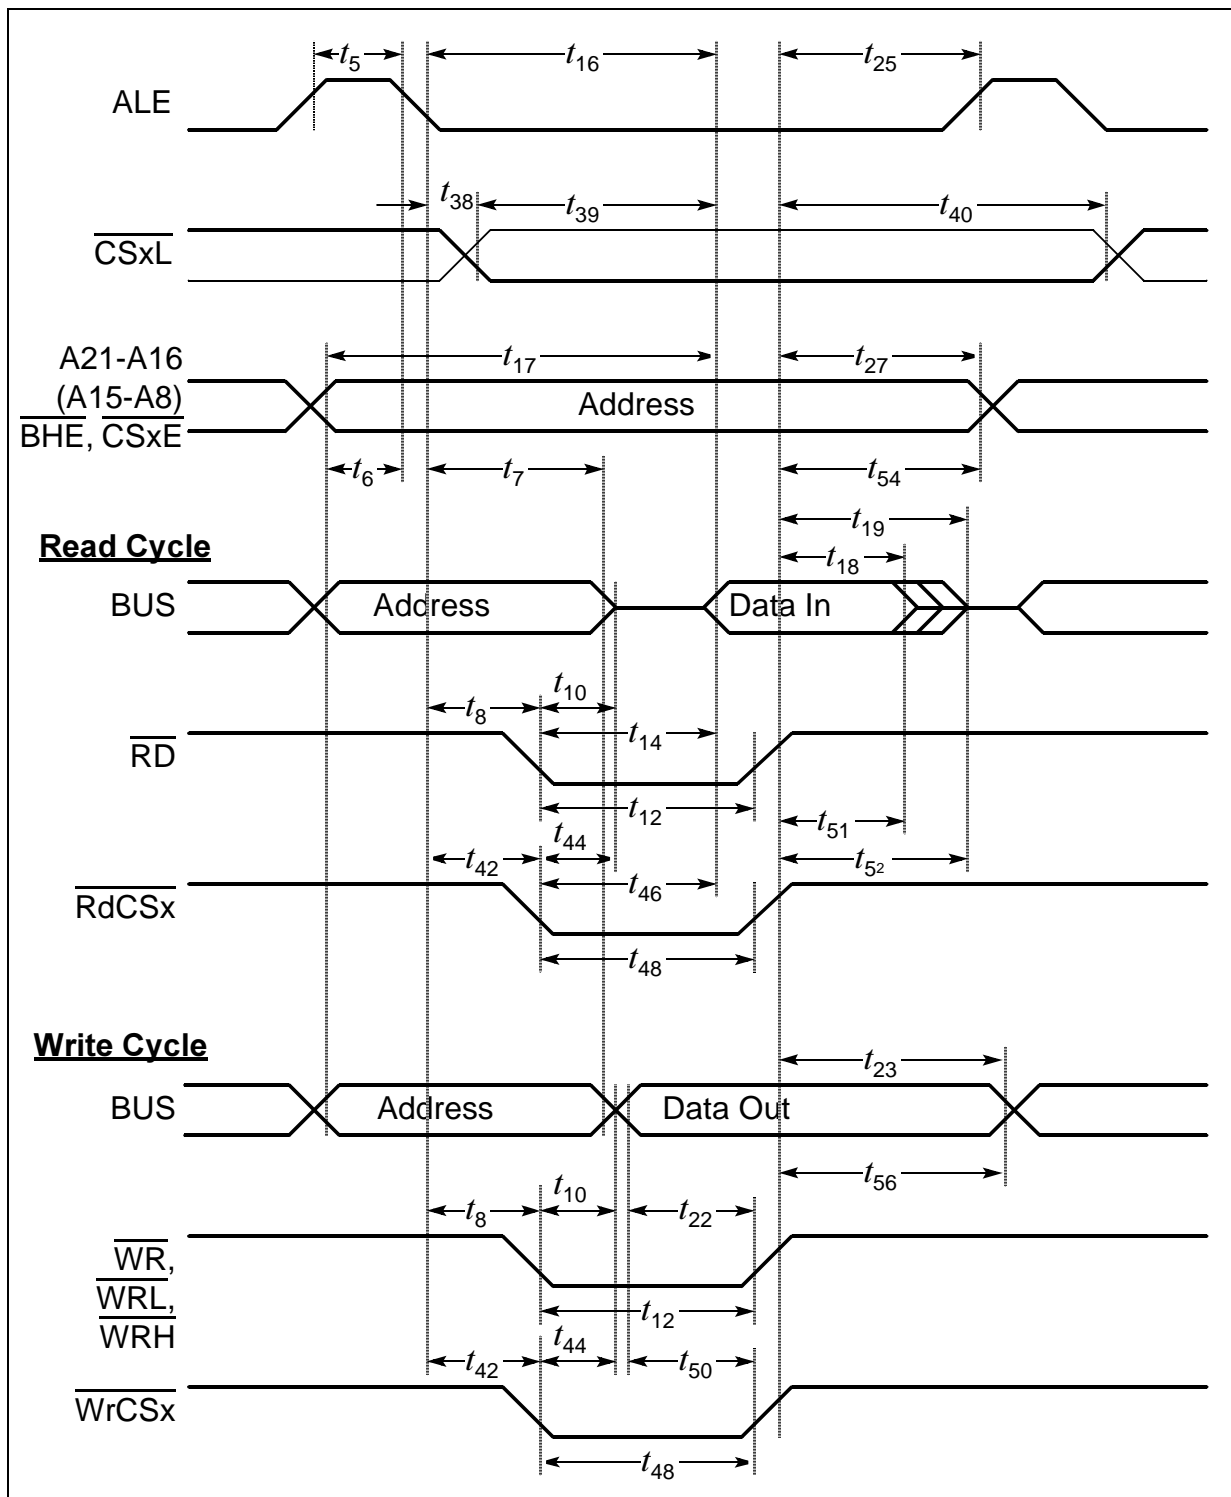 t5 t16 t25
ALE
t38 t39 t40
CSxL
A21-A16
(A15-A8)
BHE, CSxE
t17 t27
Address
t6 t7 t54
t19
Read Cycle
t18
BUS Address Data In
t10
t8
t14
RD
t12 t51
t44
t42 t52
t46
RdCSx
t48
Write Cycle
t23
BUS Address Data Out
t56
t10
t8 t22
WR,
WRL,
WRH
t12
t44
t42 t50
WrCSx
t48